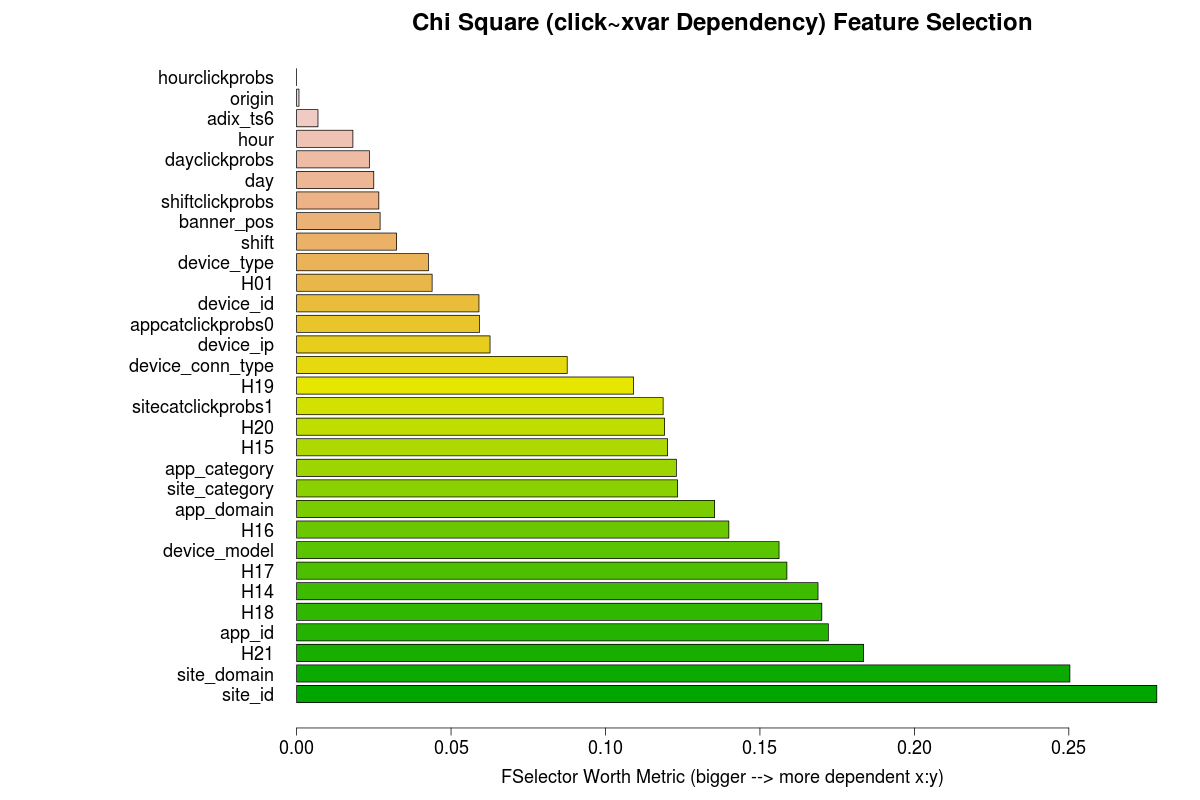 Chi Square (click~xvar Dependency) Feature Selection
hourclickprobs
origin
adix_ts6
hour
dayclickprobs
day
shiftclickprobs
banner_pos
shift
device_type
H01
device_id
appcatclickprobs0
device_ip
device_conn_type
H19
sitecatclickprobs1
H20
H15
app_category
site_category
app_domain
H16
device_model
H17
H14
H18
app_id
H21
site_domain
site_id
0.00 0.05 0.10 0.15 0.20 0.25
FSelector Worth Metric (bigger --> more dependent x:y)